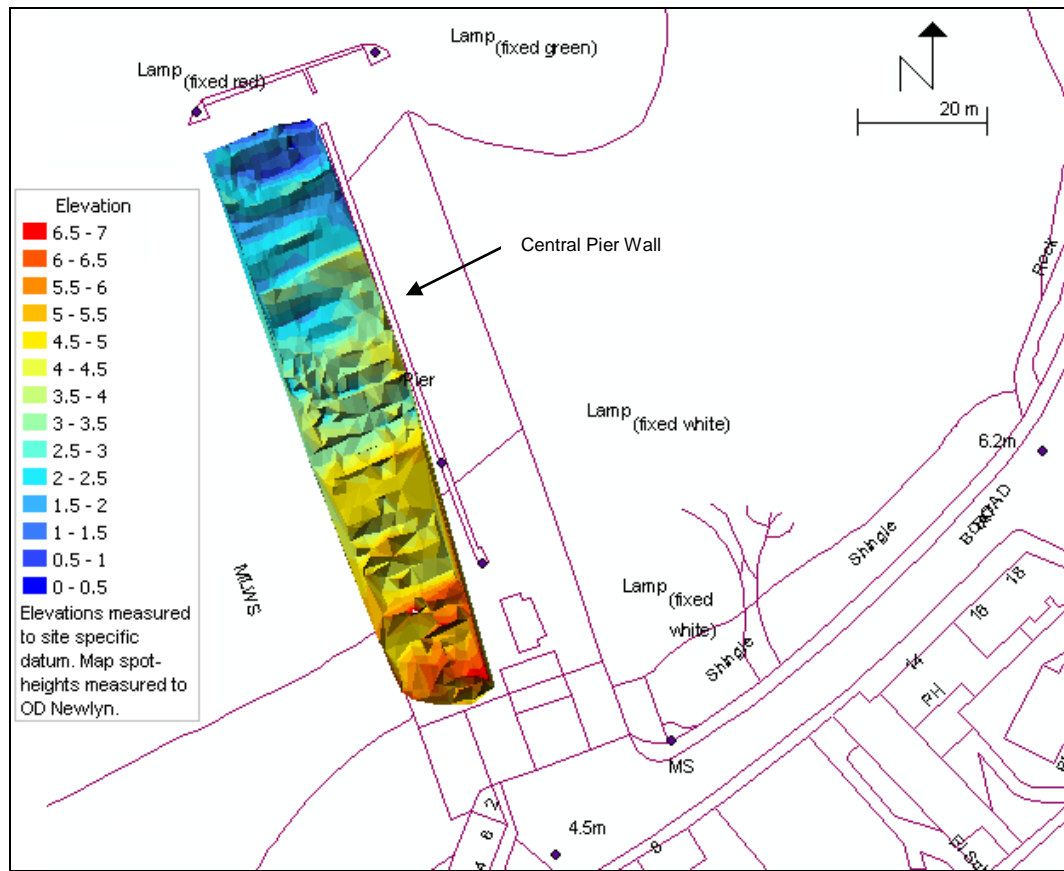 Lamp
(fixed green)
Lamp
(fixed red)
20 m
Elevation
6.5 - 7
6 - 6.5
5.5 - 6
5 - 5.5
4.5 - 5
4 - 4.5
3.5 - 4
3 - 3.5
2.5 - 3
2 - 2.5
1.5 - 2
1 - 1.5
0.5 - 1
0 - 0.5
Elevations measured
to site specific
datum. Map spot-
heights measured to
OD Newlyn.
Central Pier Wall
Rock
Pier
Lamp
(fixed white)
6.2m
ROAD
Shingle
MLWS
Lamp
(fixed
white)
Shingle
18
16
14
PH
MS
2
6
4
4.5m
8